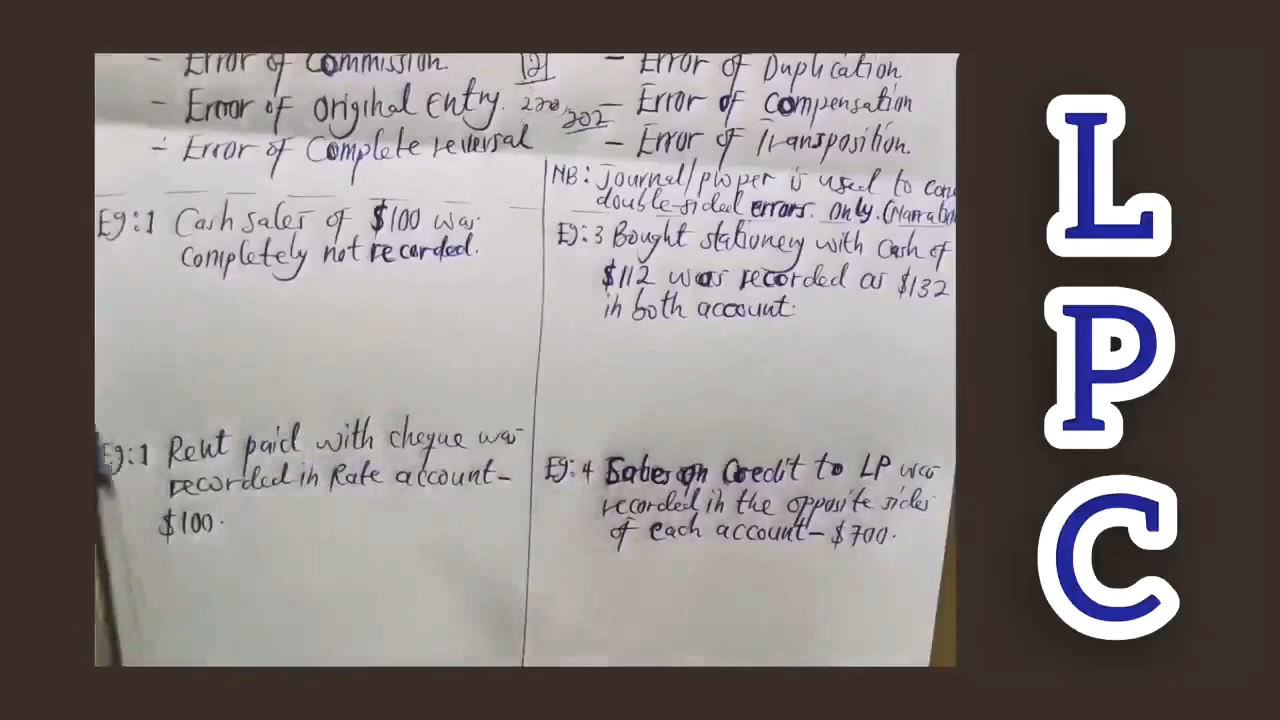 - Error of Commission
- Error of original entry.
- Error of Complete reversal
Eg:1 Cash sales of $100 was
completely not recorded.
Eg:1 Rent paid with cheque was
recorded in Rate account-
$100.
121
220 202
- Error of Duplication
- Error of Compensation
- Error of Transposition.
NB: Journal/proper is used to
double-sided errors. only. (Narration
Eg:3 Bought stationery with cash of
$112 was recorded as $132
in both account.
Eg:4 Sales on Credit to LP was
recorded in the opposite sides
of each account- $700.
L
P
C